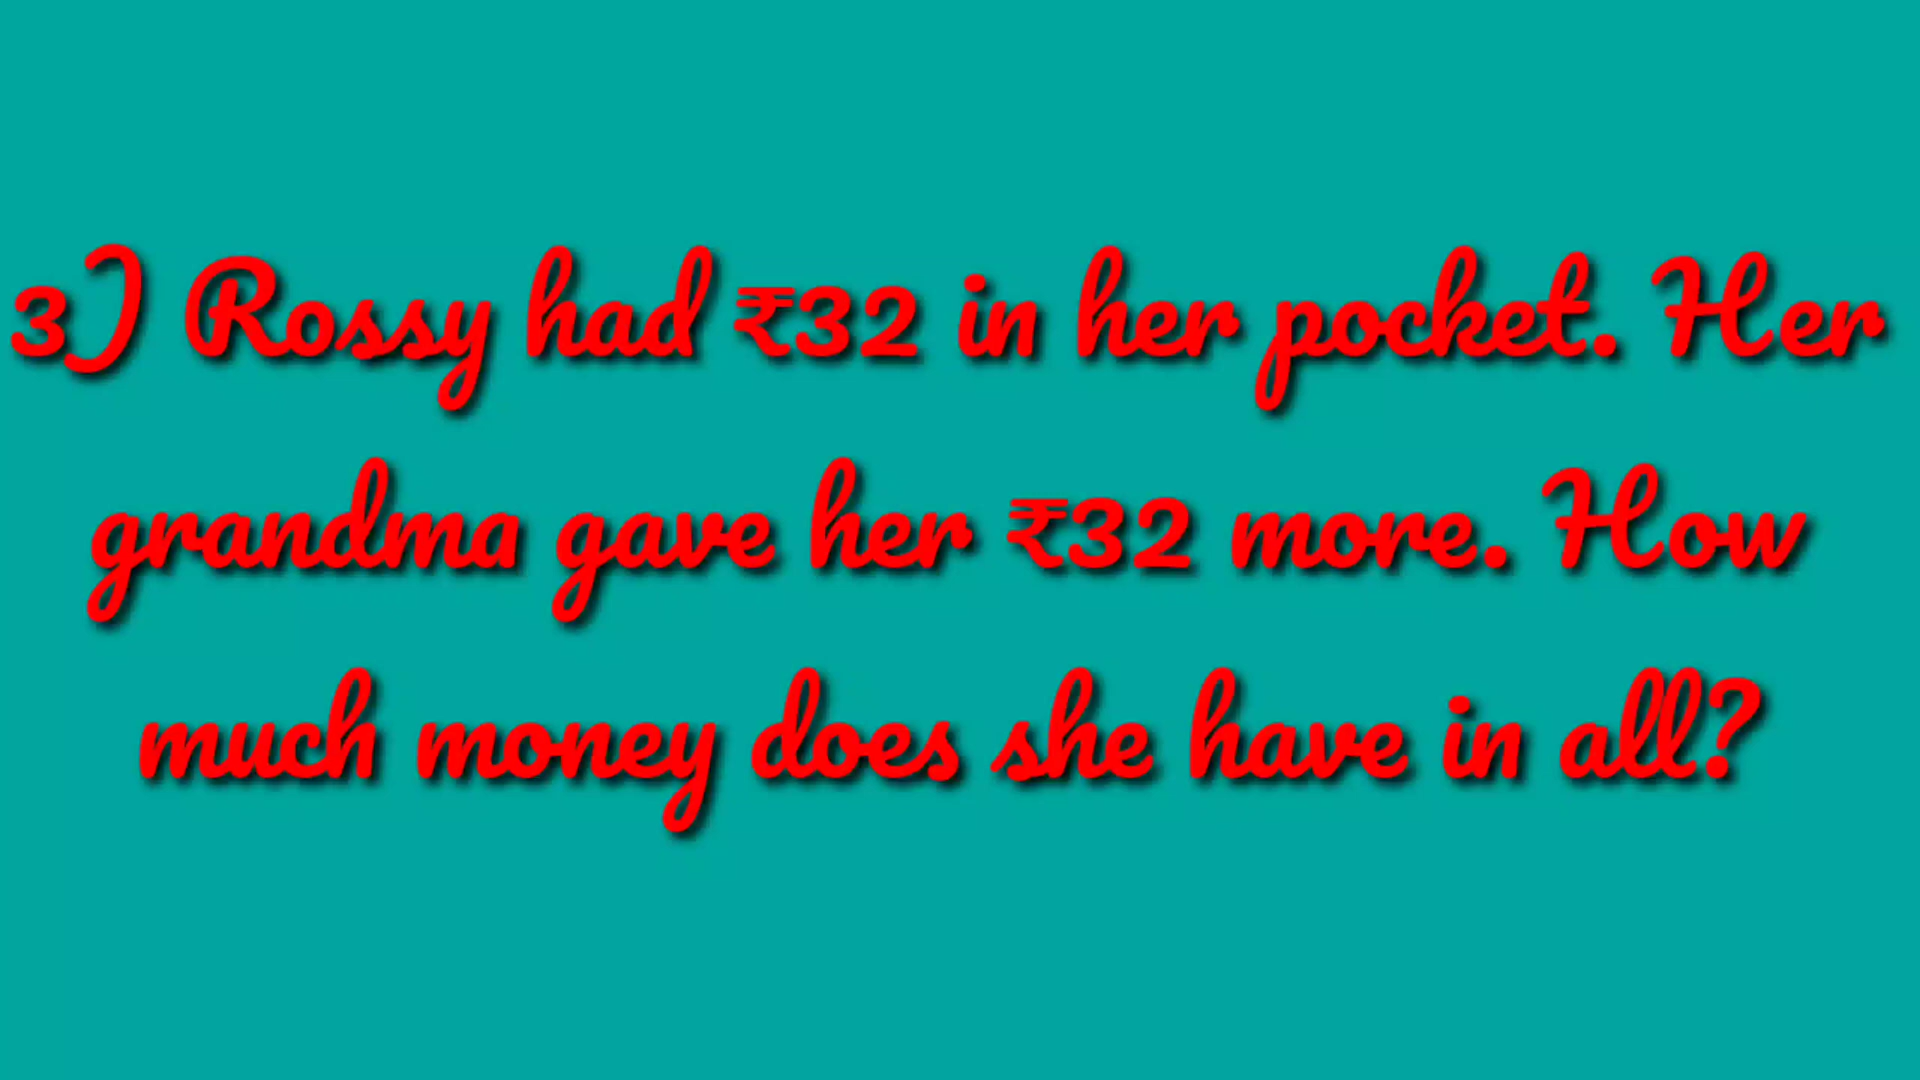 3) Rossy had ₹32 in her pocket. Her
grandma gave her ₹32 more. How
much money does she have in all?